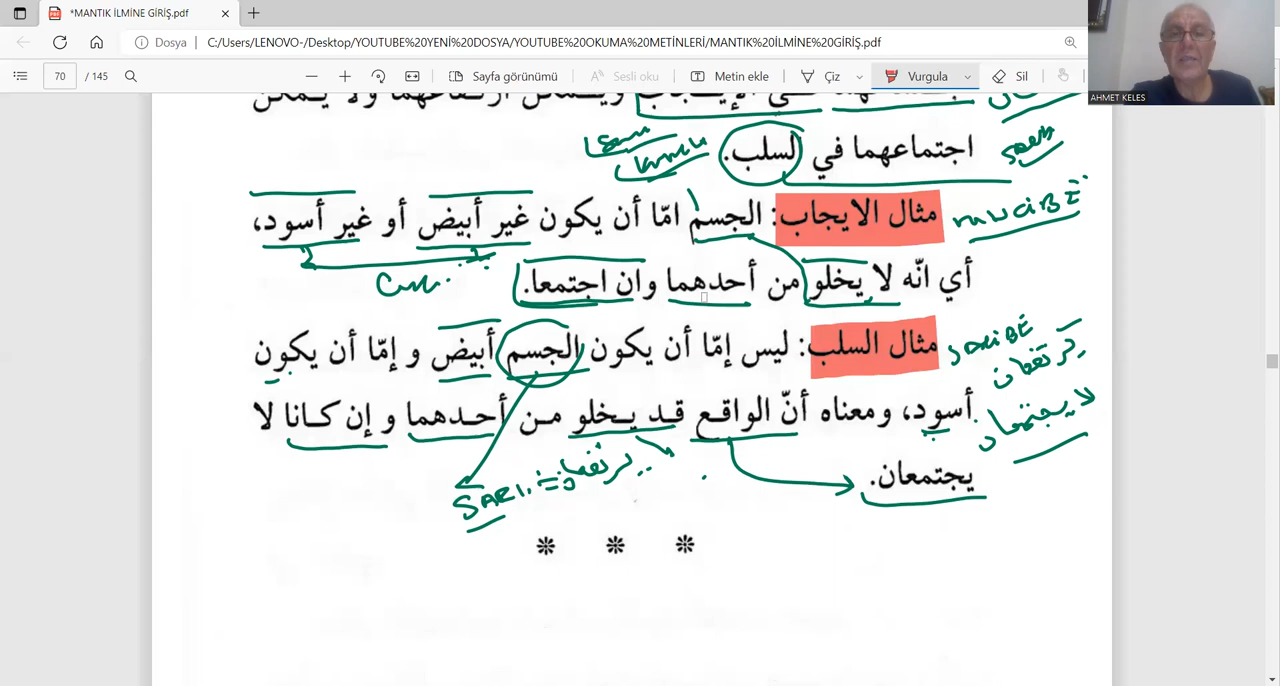 *MANTIK İLMİNE GİRİŞ.pdf
Dosya
C:/Users/LENOVO-/Desktop/YOUTUBE%20YENİ%20DOSYA/YOUTUBE%20OKUMA%20METİNLERİ/MANTIK%20İLMİNE%20GİRİŞ.pdf
70 / 145
Sayfa görünümü
Sesli oku
Metin ekle
Çiz
Vurgula
Sil
AHMET KELES
اجتماعهما في السلب.
مثال الايجاب: الجسم امّا أن يكون غير أبيض أو غير أسود،
MUCİBE
أي انّه لا يخلو من أحدهما وان اجتمعا.
مثال السلب: ليس إمّا أن يكون الجسم أبيض و إمّا أن يكون
SALİBE
يرتفعان
أسود، ومعناه أنّ الواقع قد يخلو من أحدهما و إن كانا لا
لا يجتمعان
يجتمعان.
SARI
يرتفعان